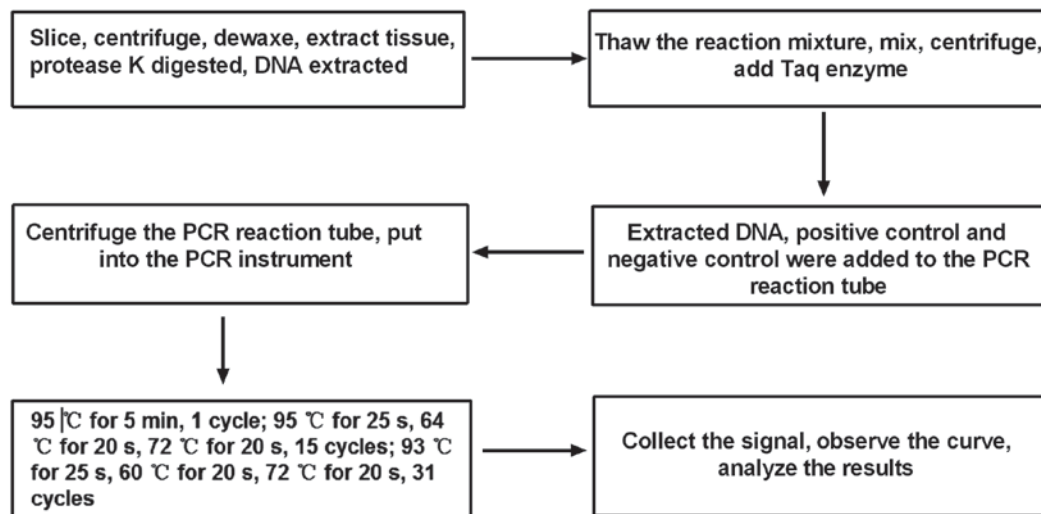 Slice, centrifuge, dewaxe, extract tissue,
protease K digested, DNA extracted
Thaw the reaction mixture, mix, centrifuge,
add Taq enzyme
Extracted DNA, positive control and
negative control were added to the PCR
reaction tube
Centrifuge the PCR reaction tube, put
into the PCR instrument
95 ℃ for 5 min, 1 cycle; 95 ℃ for 25 s, 64
℃ for 20 s, 72 ℃ for 20 s, 15 cycles; 93 ℃
for 25 s, 60 ℃ for 20 s, 72 ℃ for 20 s, 31
cycles
Collect the signal, observe the curve,
analyze the results